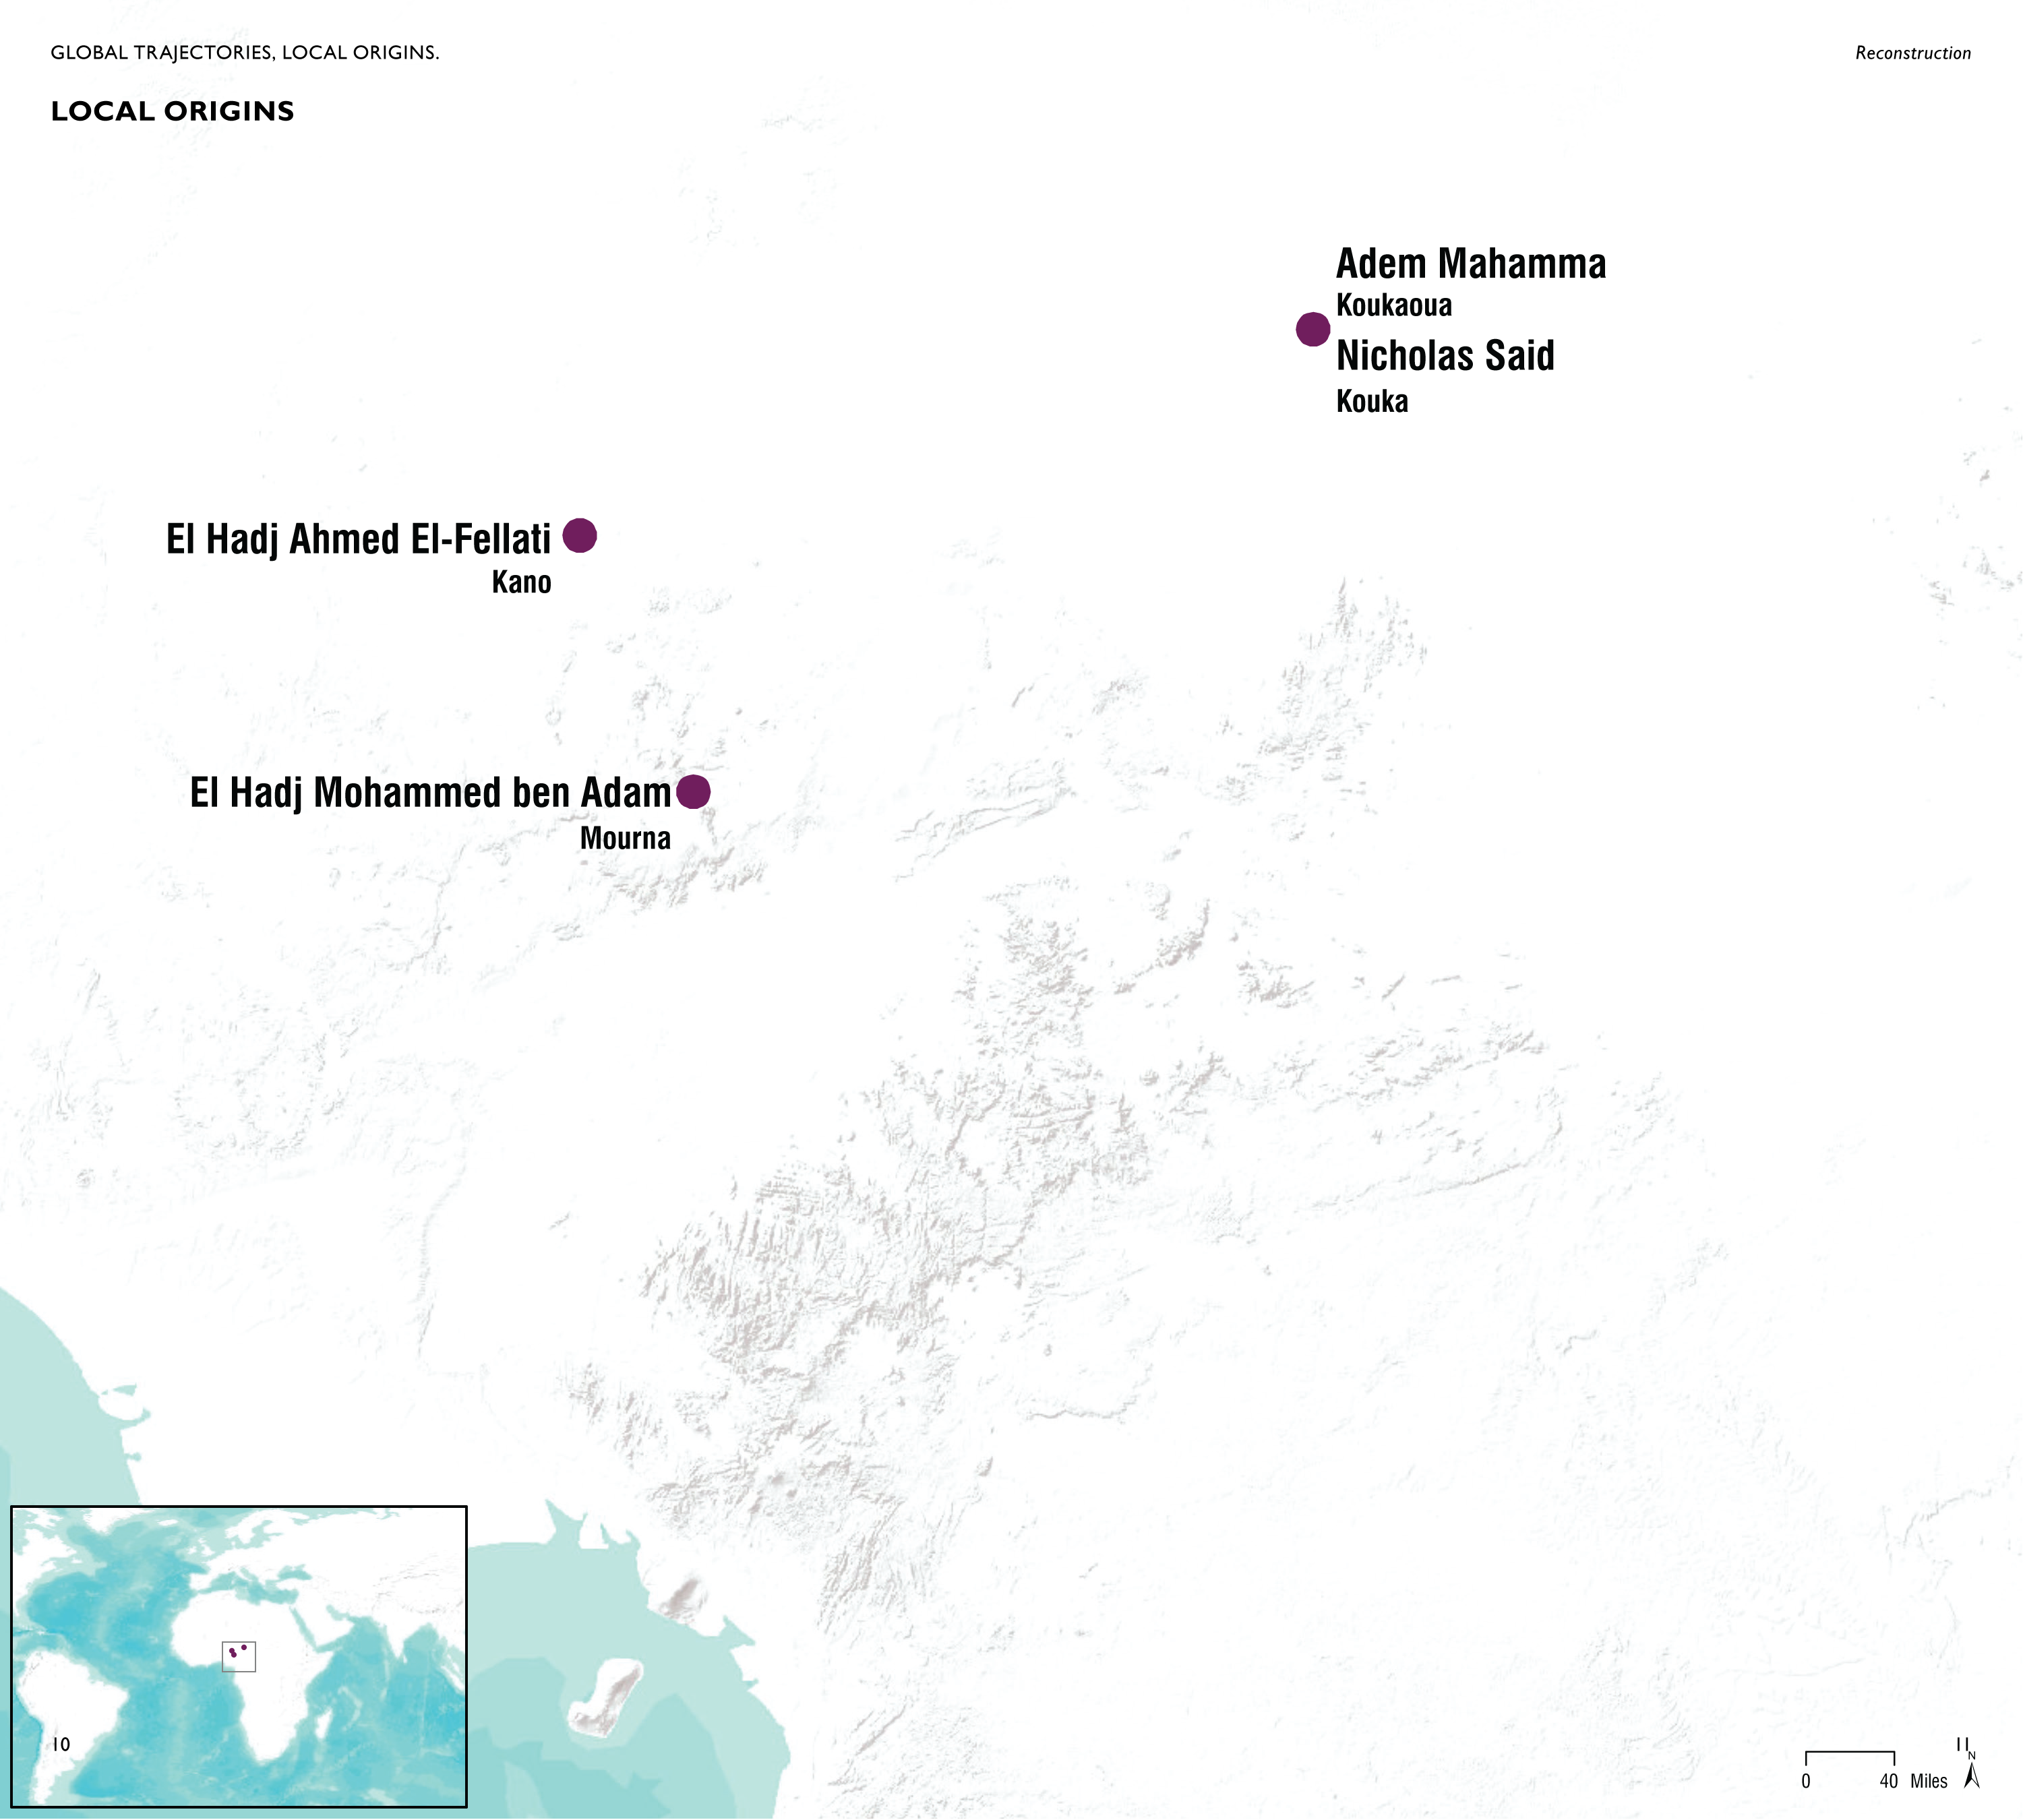 GLOBAL TRAJECTORIES, LOCAL ORIGINS.
Reconstruction
LOCAL ORIGINS
Adem Mahamma
Koukaoua
Nicholas Said
Kouka
El Hadj Ahmed El-Fellati
Kano
El Hadj Mohammed ben Adam
Mourna
10
11
N
0 40 Miles